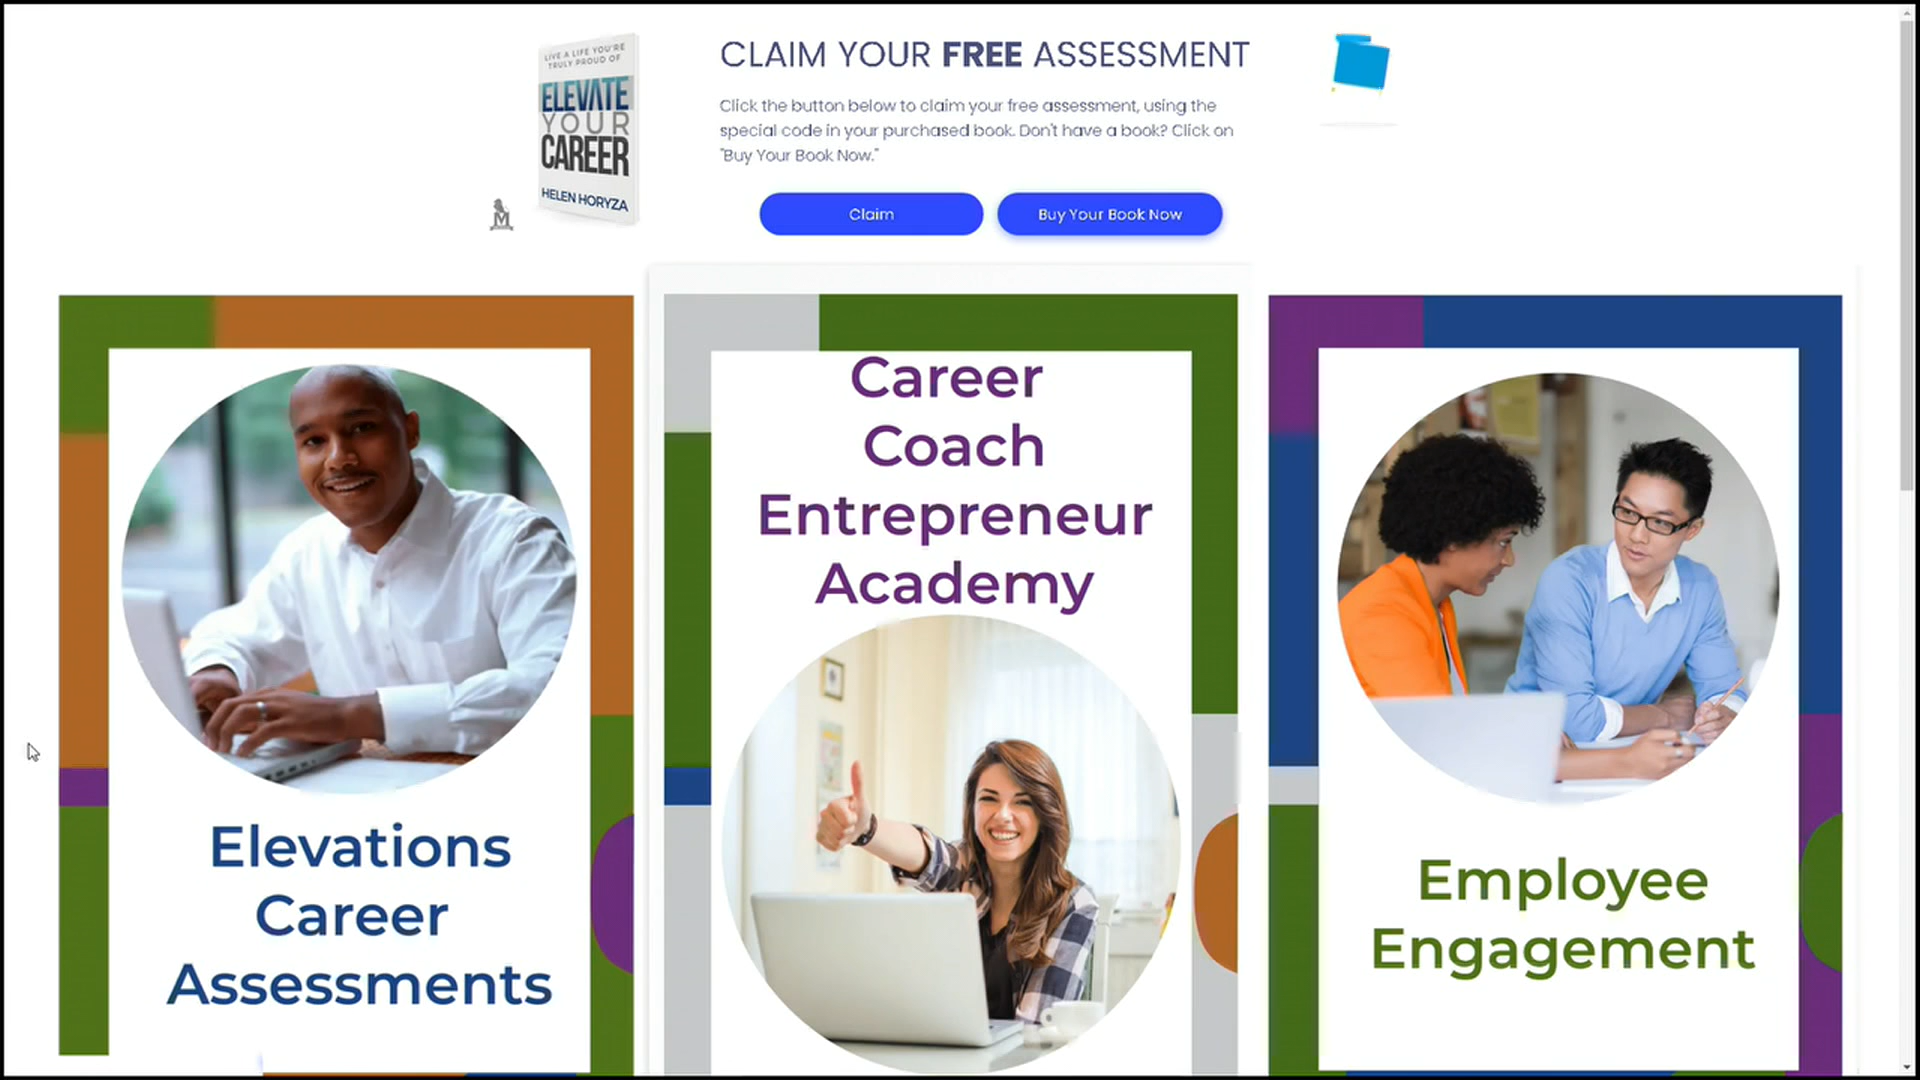 LIVE A LIFE YOU'RE
TRULY PROUD OF
ELEVATE
YOUR
CAREER
HELEN HORYZA
M
CLAIM YOUR FREE ASSESSMENT
Click the button below to claim your free assessment, using the
special code in your purchased book. Don't have a book? Click on
"Buy Your Book Now."
Claim
Buy Your Book Now
Elevations
Career
Assessments
Career
Coach
Entrepreneur
Academy
Employee
Engagement